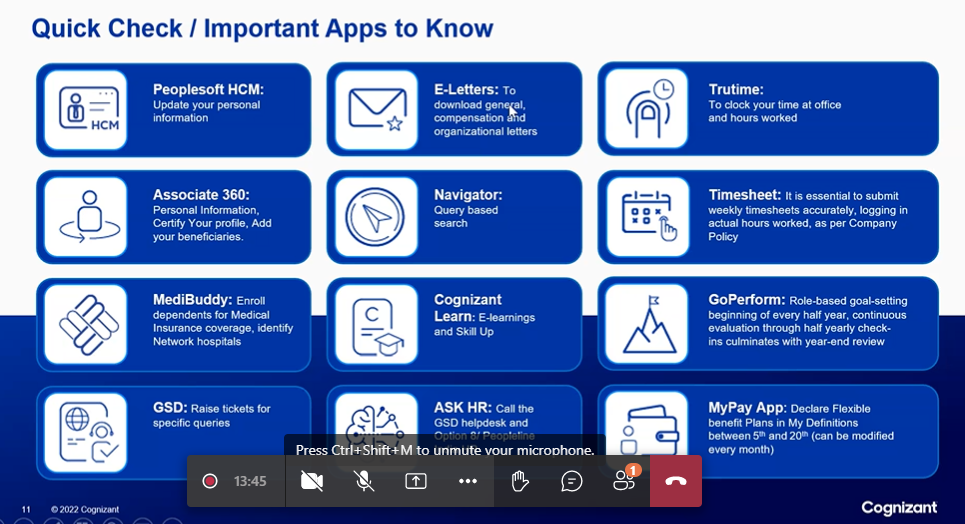 Quick Check / Important Apps to Know
Peoplesoft HCM:
Update your personal
information
HCM
E-Letters: To
download general,
compensation and
organizational letters
Trutime:
To clock your time at office
and hours worked
Associate 360:
Personal Information,
Certify Your profile, Add
your beneficiaries.
Navigator:
Query based
search
Timesheet: It is essential to submit
weekly timesheets accurately, logging in
actual hours worked, as per Company
Policy
MediBuddy: Enroll
dependents for Medical
Insurance coverage, identify
Network hospitals
C
Cognizant
Learn: E-learnings
and Skill Up
GoPerform: Role-based goal-setting
beginning of every half year, continuous
evaluation through half yearly check-
ins culminates with year-end review
GSD: Raise tickets for
specific queries
ASK HR: Call the
GSD helpdesk and
Option 8/ Peopleline
MyPay App: Declare Flexible
benefit Plans in My Definitions
between 5th and 20th (can be modified
every month)
Press Ctrl+Shift+M to unmute your microphone.
13:45
1
11 © 2022 Cognizant
Cognizant